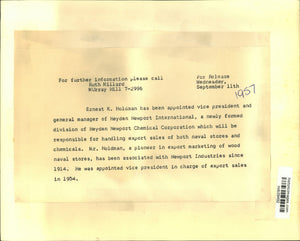 For further information please call
Ruth Millard
MUrray Hill 7-2996
For Release
Wednesday,
September 11th
1957
Ernest K. Holdman has been appointed vice president and
general manager of Heyden Newport International, a newly formed
division of Heyden Newport Chemical Corporation which will be
responsible for handling export sales of both naval stores and
chemicals. Mr. Holdman, a pioneer in export marketing of wood
naval stores, has been associated with Newport Industries since
1914. He was appointed vice president in charge of export sales
in 1954.